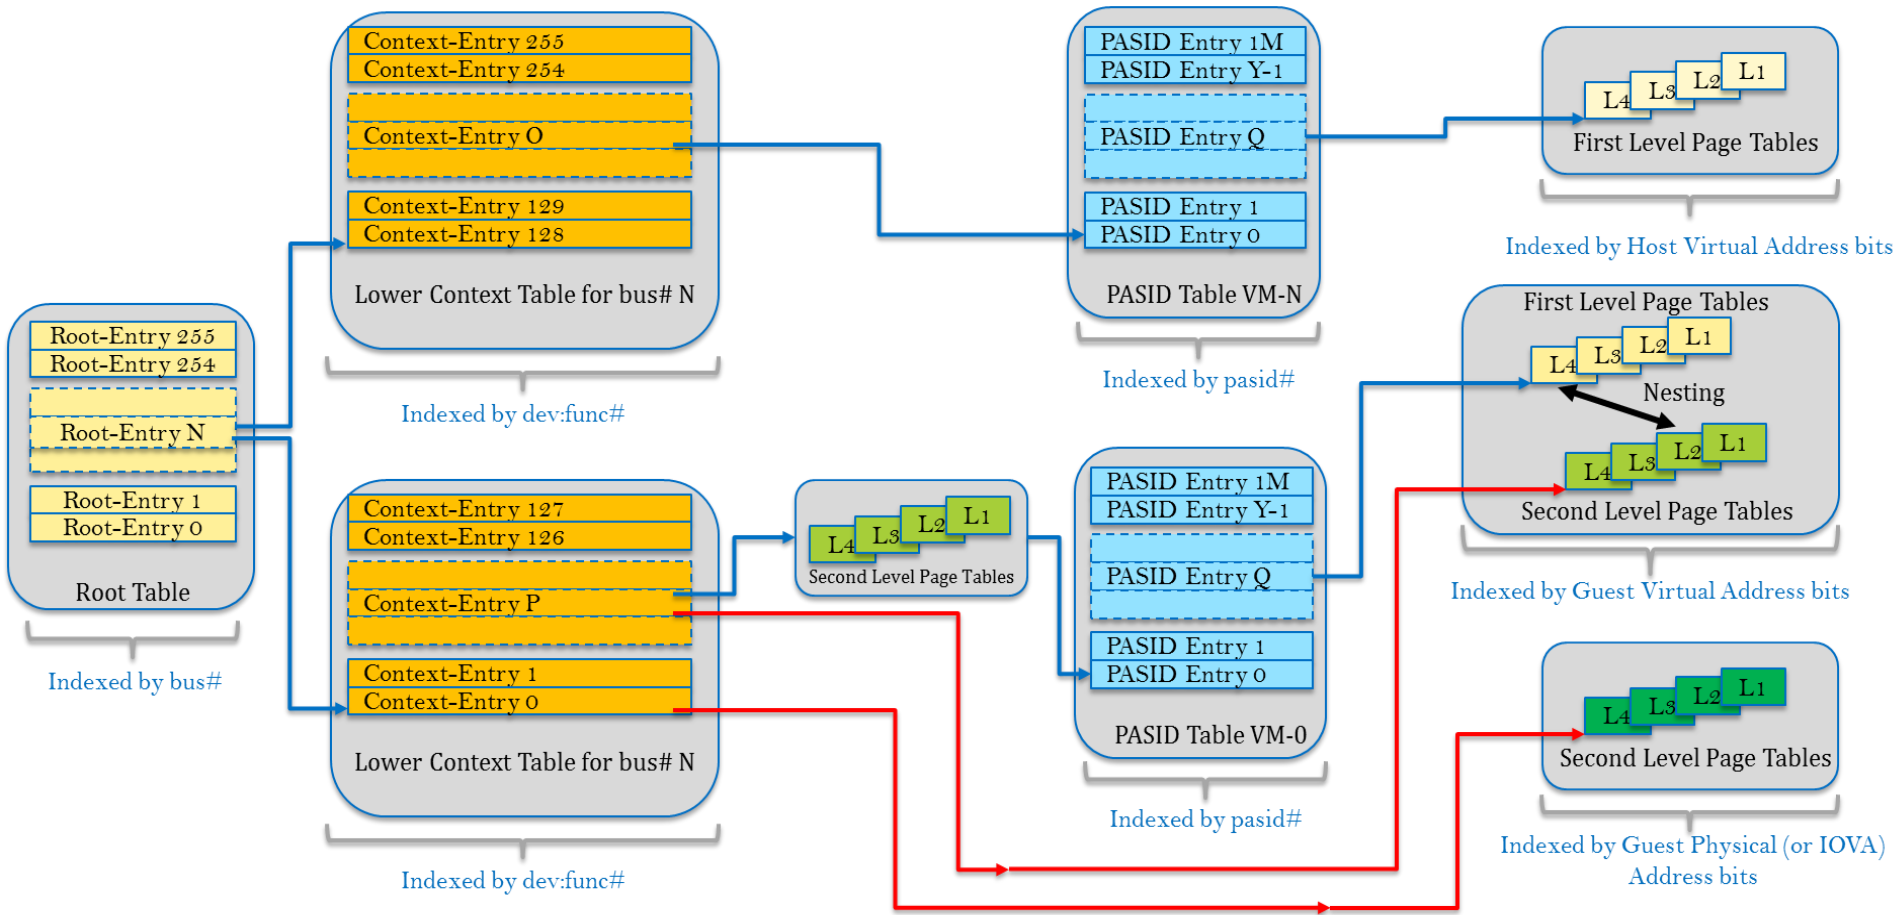 Root-Entry 255
Root-Entry 254
Root-Entry N
Root-Entry 1
Root-Entry 0
Root Table
Indexed by bus#
Context-Entry 255
Context-Entry 254
Context-Entry O
Context-Entry 129
Context-Entry 128
Lower Context Table for bus# N
Indexed by dev:func#
Context-Entry 127
Context-Entry 126
Context-Entry P
Context-Entry 1
Context-Entry 0
Lower Context Table for bus# N
Indexed by dev:func#
L4
L3
L2
L1
Second Level Page Tables
PASID Entry 1M
PASID Entry Y-1
PASID Entry Q
PASID Entry 1
PASID Entry 0
PASID Table VM-N
Indexed by pasid#
PASID Entry 1M
PASID Entry Y-1
PASID Entry Q
PASID Entry 1
PASID Entry 0
PASID Table VM-0
Indexed by pasid#
L4
L3
L2
L1
First Level Page Tables
Indexed by Host Virtual Address bits
First Level Page Tables
L4
L3
L2
L1
Nesting
L4
L3
L2
L1
Second Level Page Tables
Indexed by Guest Virtual Address bits
L4
L3
L2
L1
Second Level Page Tables
Indexed by Guest Physical (or IOVA)
Address bits